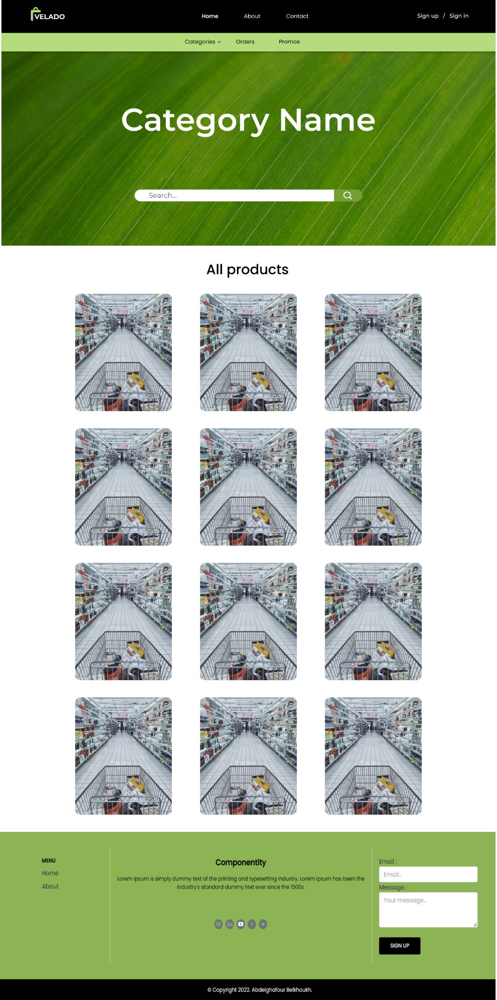 VELADO
Home About Contact
Sign up / Sign in
Categories Orders Promos
Category Name
Search...
All products
MENU
Home
About
Componentity
Lorem Ipsum is simply dummy text of the printing and typesetting industry. Lorem Ipsum has been the
industry's standard dummy text ever since the 1500s.
Email :
Email..
Message :
Your message..
SIGN UP
© Copyright 2022. Abdelghafour Belkhoukh.